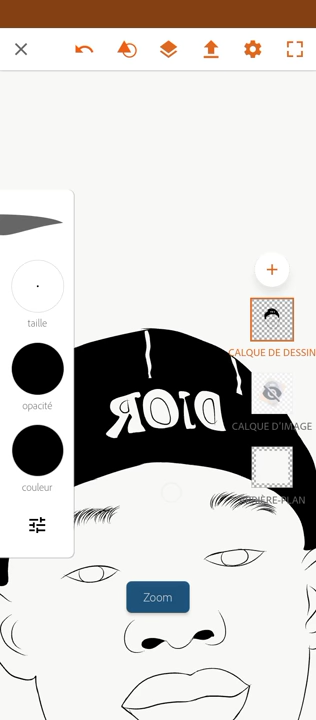 CALQUE DE DESSIN
taille
DIOR
opacité
CALQUE D'IMAGE
couleur
ARRIÈRE-PLAN
Zoom